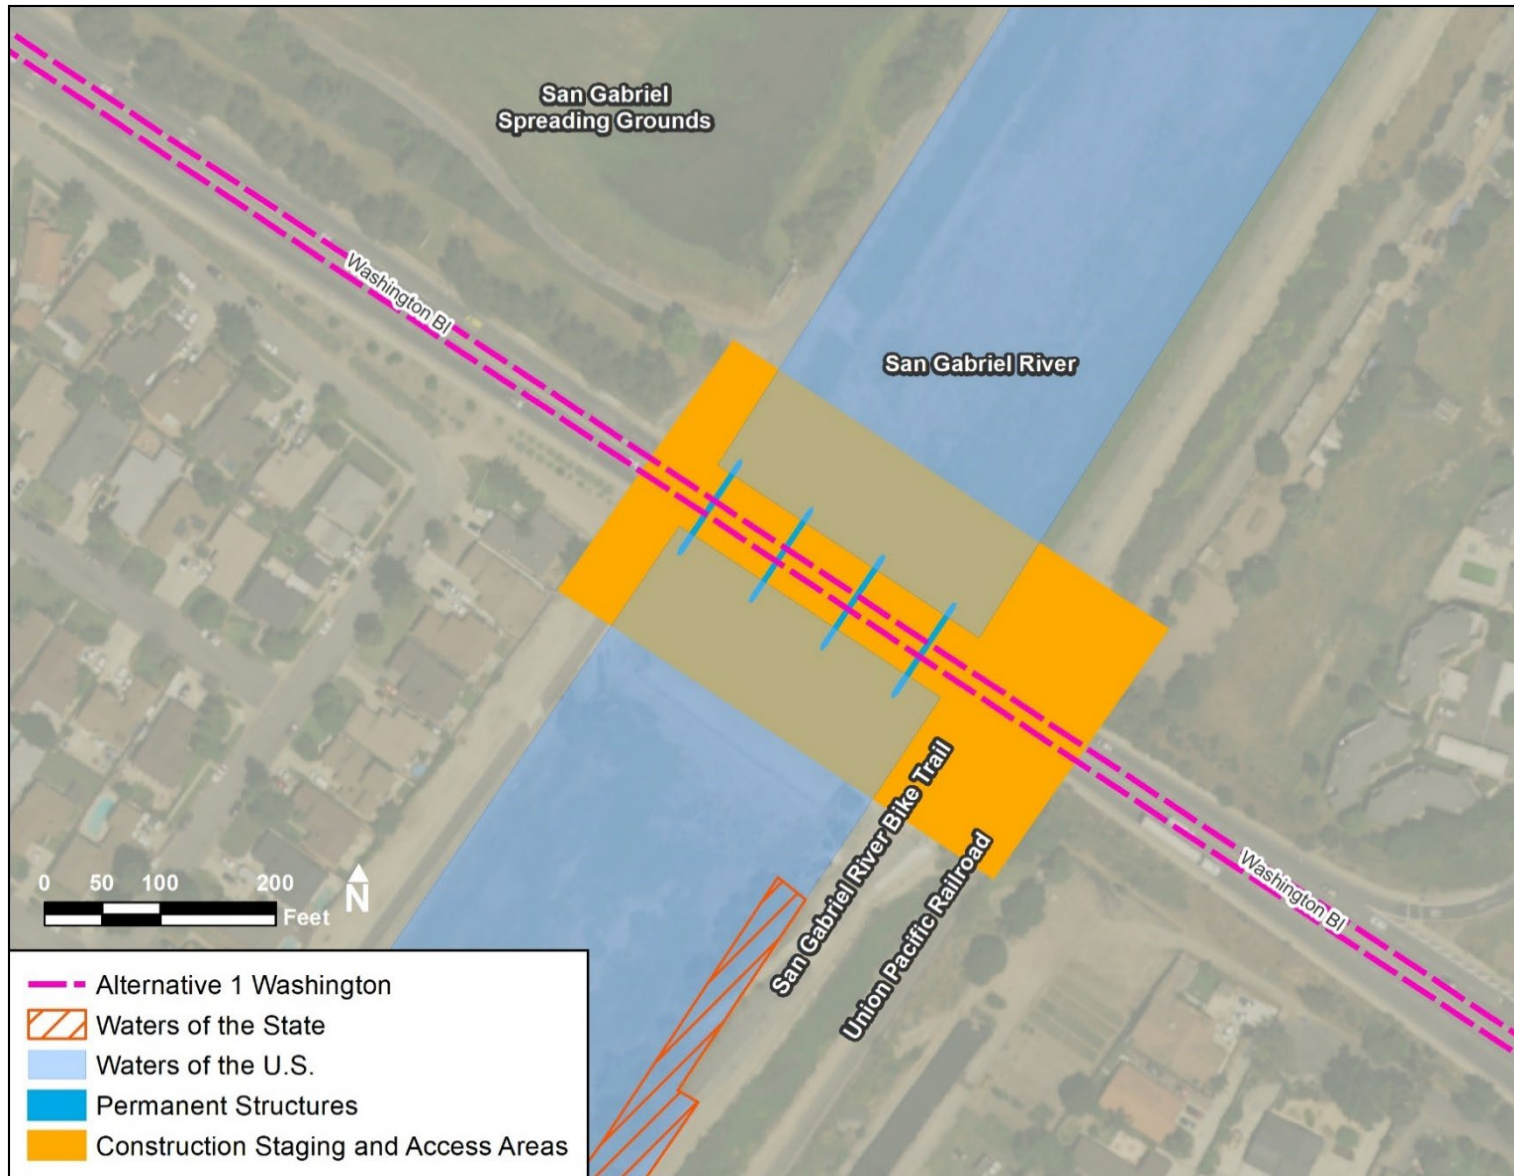 San Gabriel
Spreading Grounds
Washington Bl
San Gabriel River
San Gabriel River Bike Trail
Union Pacific Railroad
Washington Bl
0 50 100 200
Feet
N
Alternative 1 Washington
Waters of the State
Waters of the U.S.
Permanent Structures
Construction Staging and Access Areas